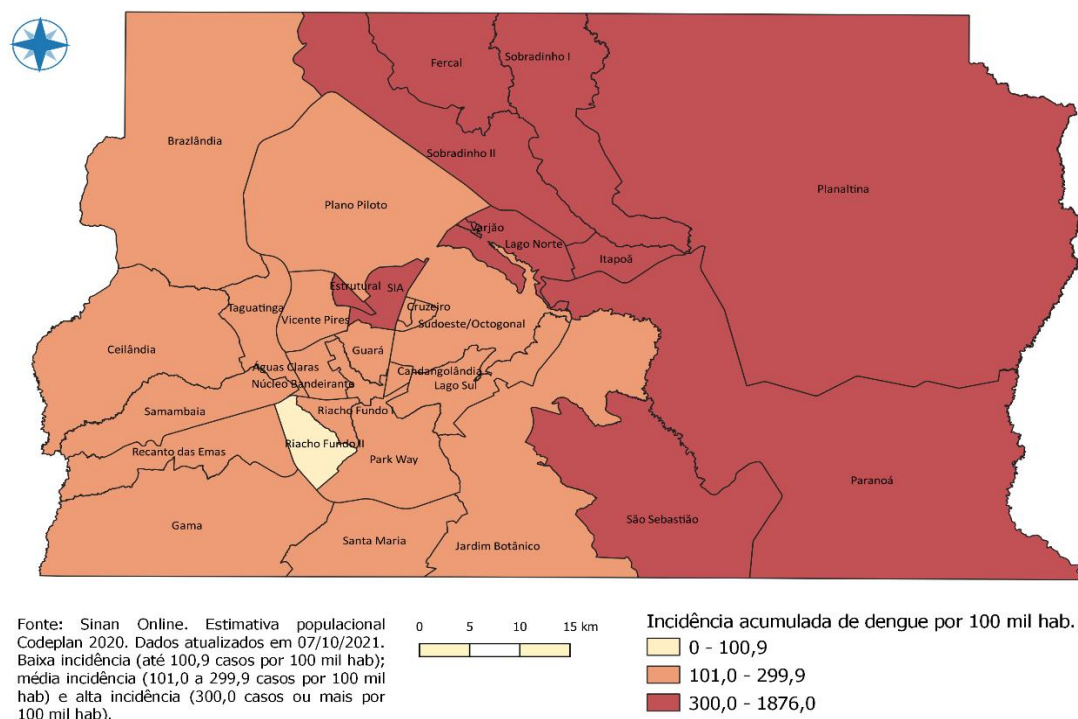 Fercal
Sobradinho I
Brazlândia
Sobradinho II
Planaltina
Plano Piloto
Varjão
Lago Norte
Itapoã
Estrutural
SIA
Taguatinga
Cruzeiro
Vicente Pires
Sudoeste/Octogonal
Ceilândia
Guará
Águas Claras
Candangolândia
Núcleo Bandeirante
Lago Sul
Samambaia
Riacho Fundo I
Riacho Fundo II
Recanto das Emas
Park Way
Paranoá
São Sebastião
Gama
Santa Maria
Jardim Botânico
Fonte: Sinan Online. Estimativa populacional
Codeplan 2020. Dados atualizados em 07/10/2021.
Baixa incidência (até 100,9 casos por 100 mil hab);
média incidência (101,0 a 299,9 casos por 100 mil
hab) e alta incidência (300,0 casos ou mais por
100 mil hab).
0 5 10 15 km
Incidência acumulada de dengue por 100 mil hab.
0 - 100,9
101,0 - 299,9
300,0 - 1876,0